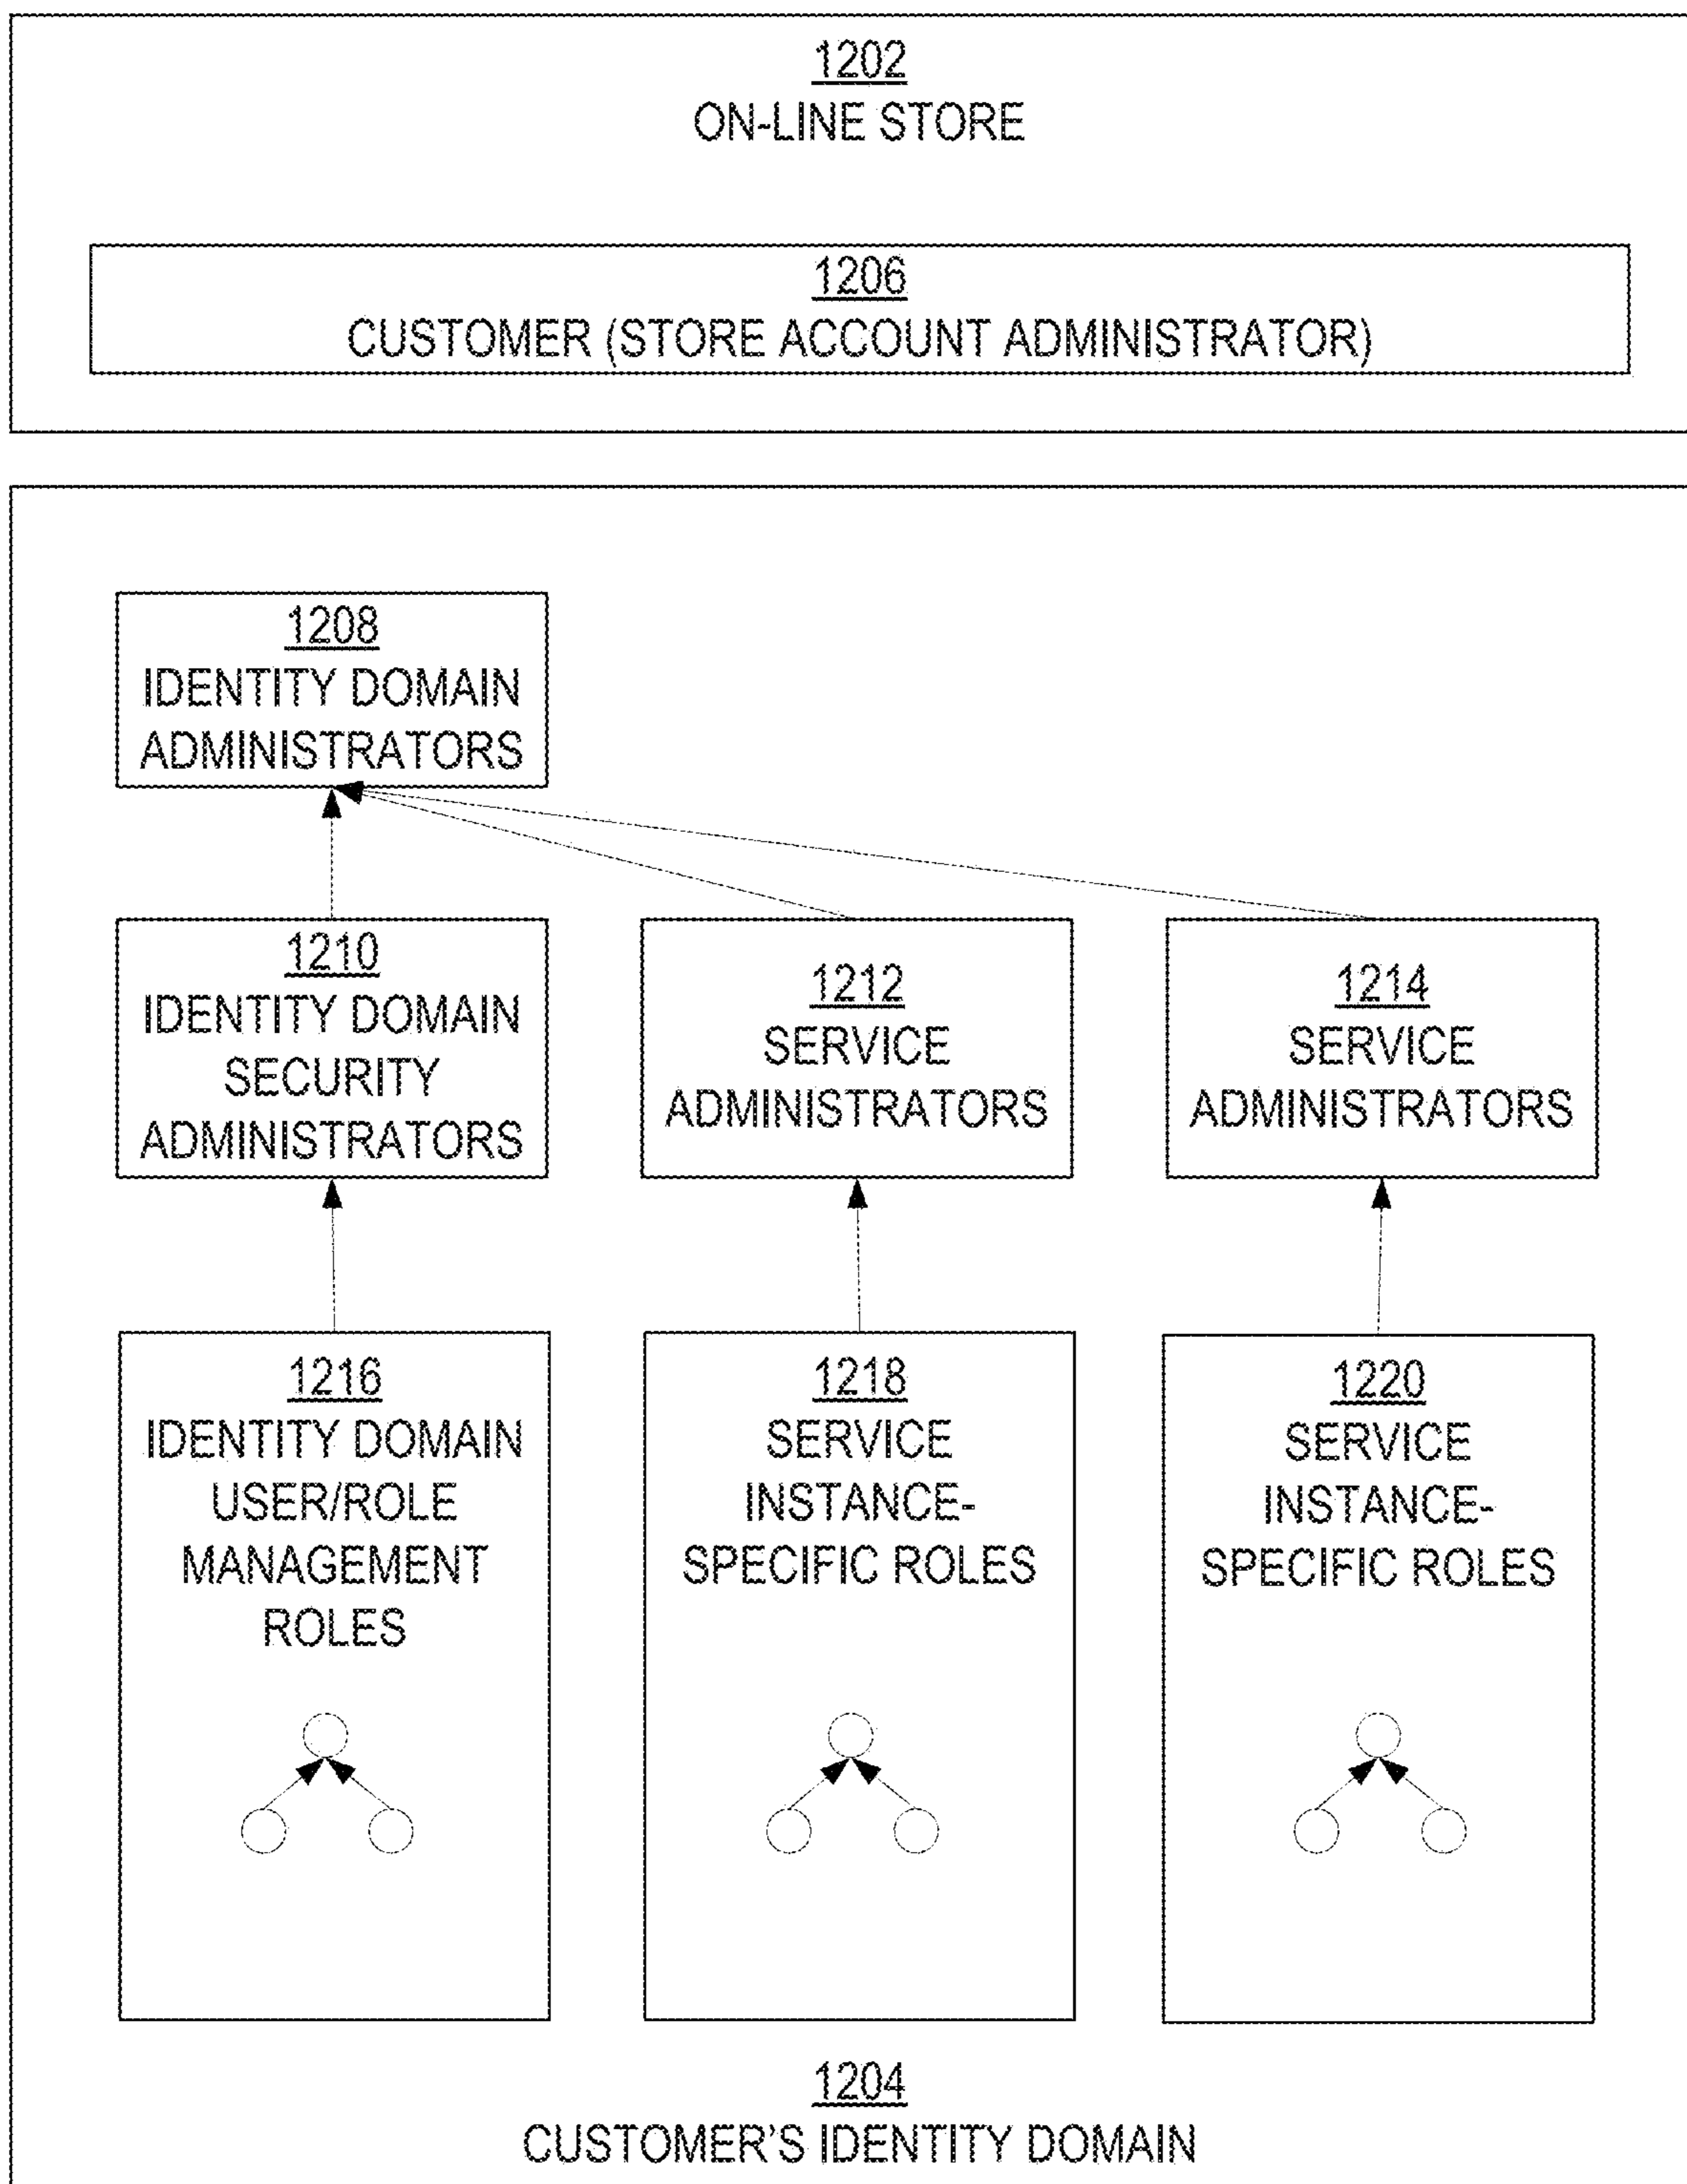 1202
ON-LINE STORE
1206
CUSTOMER (STORE ACCOUNT ADMINISTRATOR)
1208
IDENTITY DOMAIN
ADMINISTRATORS
1210
IDENTITY DOMAIN
SECURITY
ADMINISTRATORS
1212
SERVICE
ADMINISTRATORS
1214
SERVICE
ADMINISTRATORS
1216
IDENTITY DOMAIN
USER/ROLE
MANAGEMENT
ROLES
1218
SERVICE
INSTANCE-
SPECIFIC ROLES
1220
SERVICE
INSTANCE-
SPECIFIC ROLES
1204
CUSTOMER'S IDENTITY DOMAIN